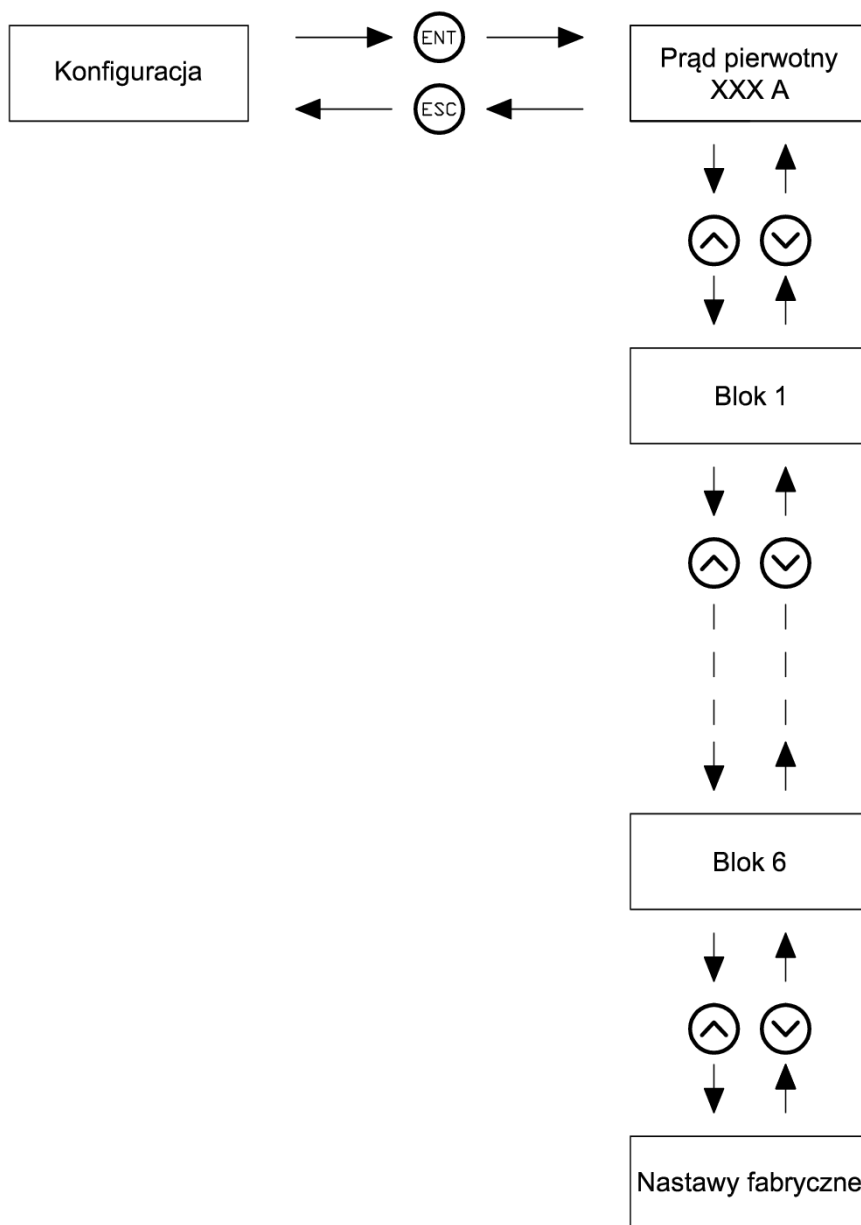 Konfiguracja
ENT
ESC
Prąd pierwotny
XXX A
Blok 1
Blok 6
Nastawy fabryczne